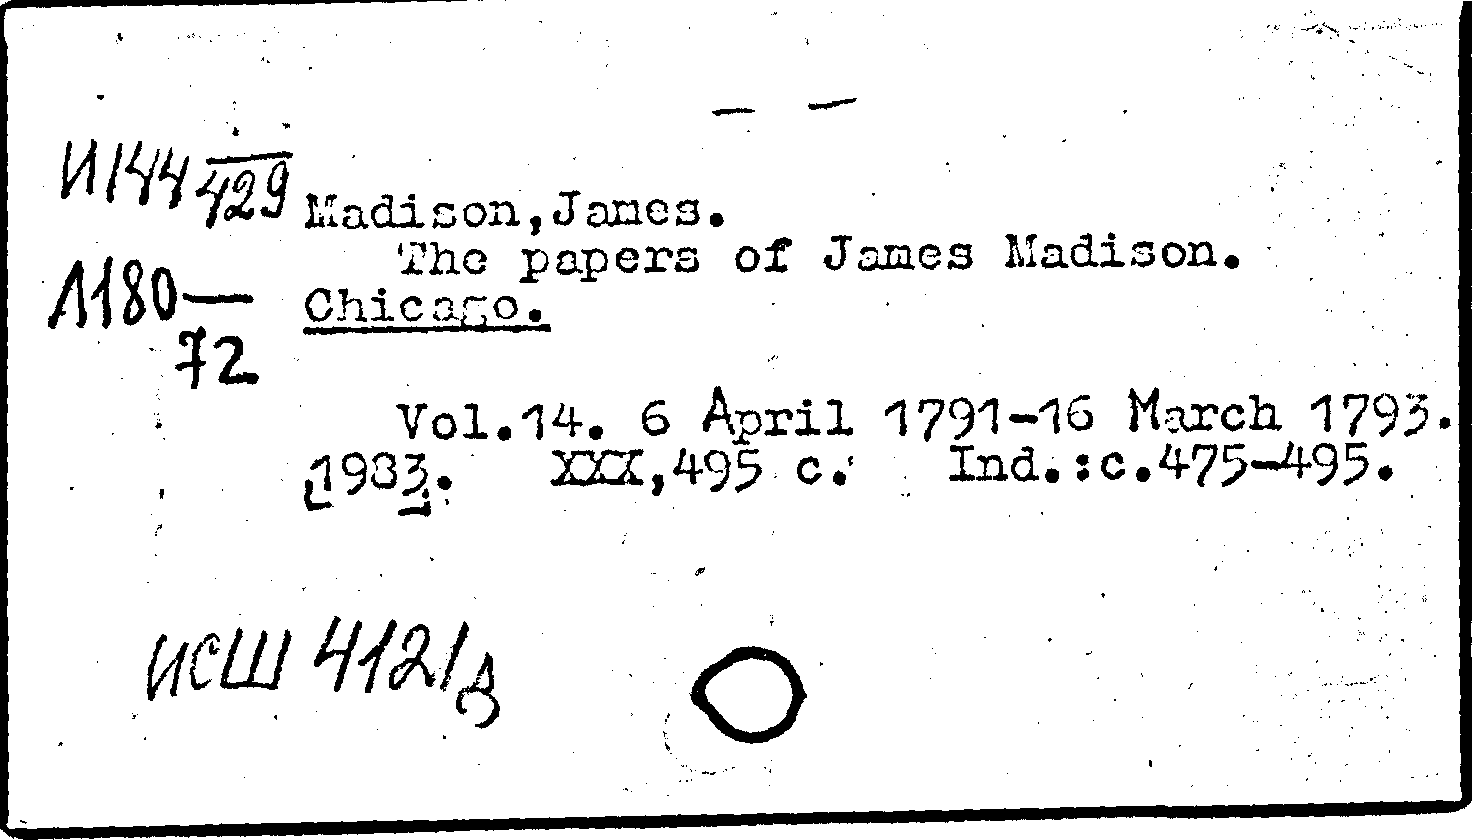 — —
И144 429
Madison,James.
The papers of James Madison.
Л180—
72
Chicago.
Vol.14. 6 April 1791-16 March 1793.
[1983]. XXX,495 с. Ind.:c.475-495.
ИСШ 4121д